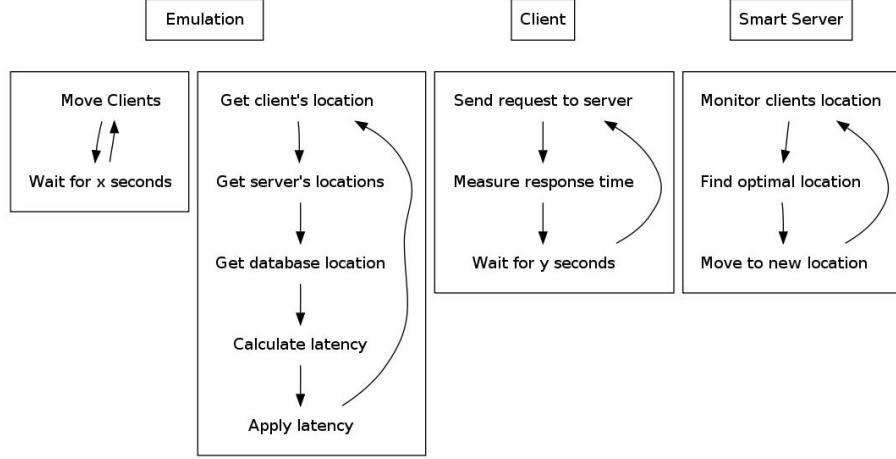 Emulation
Client
Smart Server
Move Clients
Wait for x seconds
Get client's location
Get server's locations
Get database location
Calculate latency
Apply latency
Send request to server
Measure response time
Wait for y seconds
Monitor clients location
Find optimal location
Move to new location